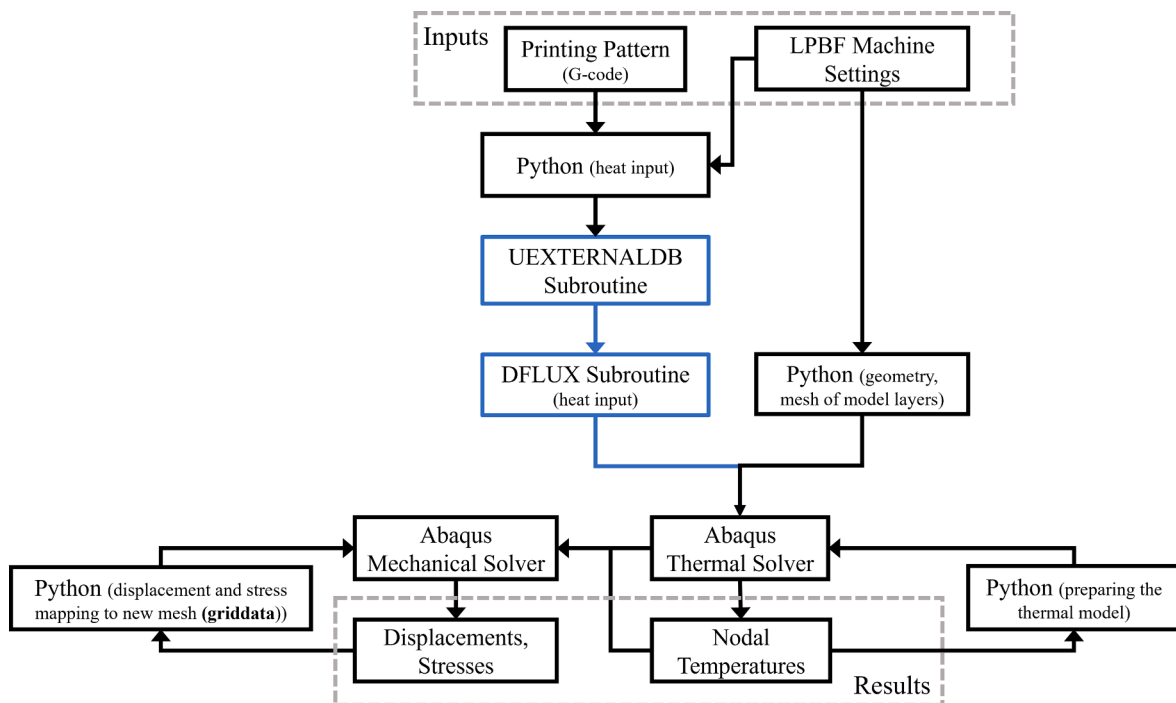 Inputs
Printing Pattern
(G-code)
LPBF Machine
Settings
Python (heat input)
UEXTERNALDB
Subroutine
DFLUX Subroutine
(heat input)
Python (geometry,
mesh of model layers)
Abaqus
Mechanical Solver
Abaqus
Thermal Solver
Python (displacement and stress
mapping to new mesh (griddata))
Python (preparing the
thermal model)
Displacements,
Stresses
Nodal
Temperatures
Results